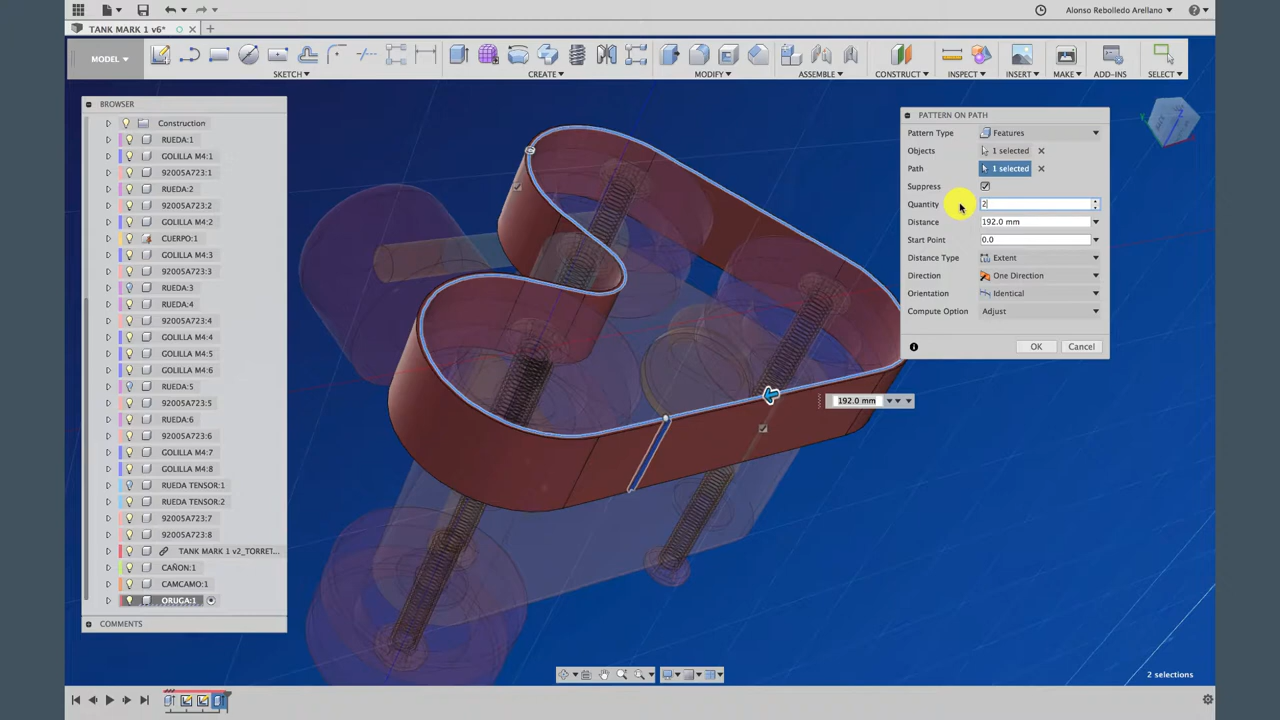 Alonso Rebolledo Arellano
TANK MARK 1 v6*
MODEL
SKETCH
CREATE
MODIFY
ASSEMBLE
CONSTRUCT
INSPECT
INSERT
MAKE
ADD-INS
SELECT
BROWSER
Construction
RUEDA:1
GOLILLA M4:1
92005A723:1
RUEDA:2
92005A723:2
GOLILLA M4:2
CUERPO:1
GOLILLA M4:3
92005A723:3
RUEDA:3
RUEDA:4
92005A723:4
GOLILLA M4:4
GOLILLA M4:5
GOLILLA M4:6
RUEDA:5
92005A723:5
RUEDA:6
92005A723:6
GOLILLA M4:7
GOLILLA M4:8
RUEDA TENSOR:1
RUEDA TENSOR:2
92005A723:7
92005A723:8
TANK MARK 1 v2_TORRET...
CAÑON:1
CAMCAMO:1
ORUGA:1
COMMENTS
PATTERN ON PATH
Pattern Type Features
Objects 1 selected
Path 1 selected
Suppress
Quantity 2
Distance 192.0 mm
Start Point 0.0
Distance Type Extent
Direction One Direction
Orientation Identical
Compute Option Adjust
OK Cancel
192.0 mm
2 selections